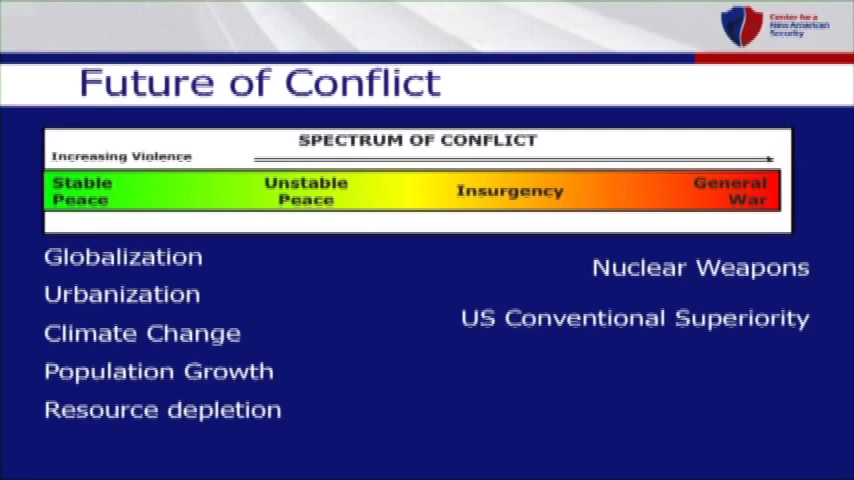 Center for a
New American
Security
Future of Conflict
SPECTRUM OF CONFLICT
Increasing Violence
Stable
Peace
Unstable
Peace
Insurgency
General
War
Globalization
Urbanization
Climate Change
Population Growth
Resource depletion
Nuclear Weapons
US Conventional Superiority